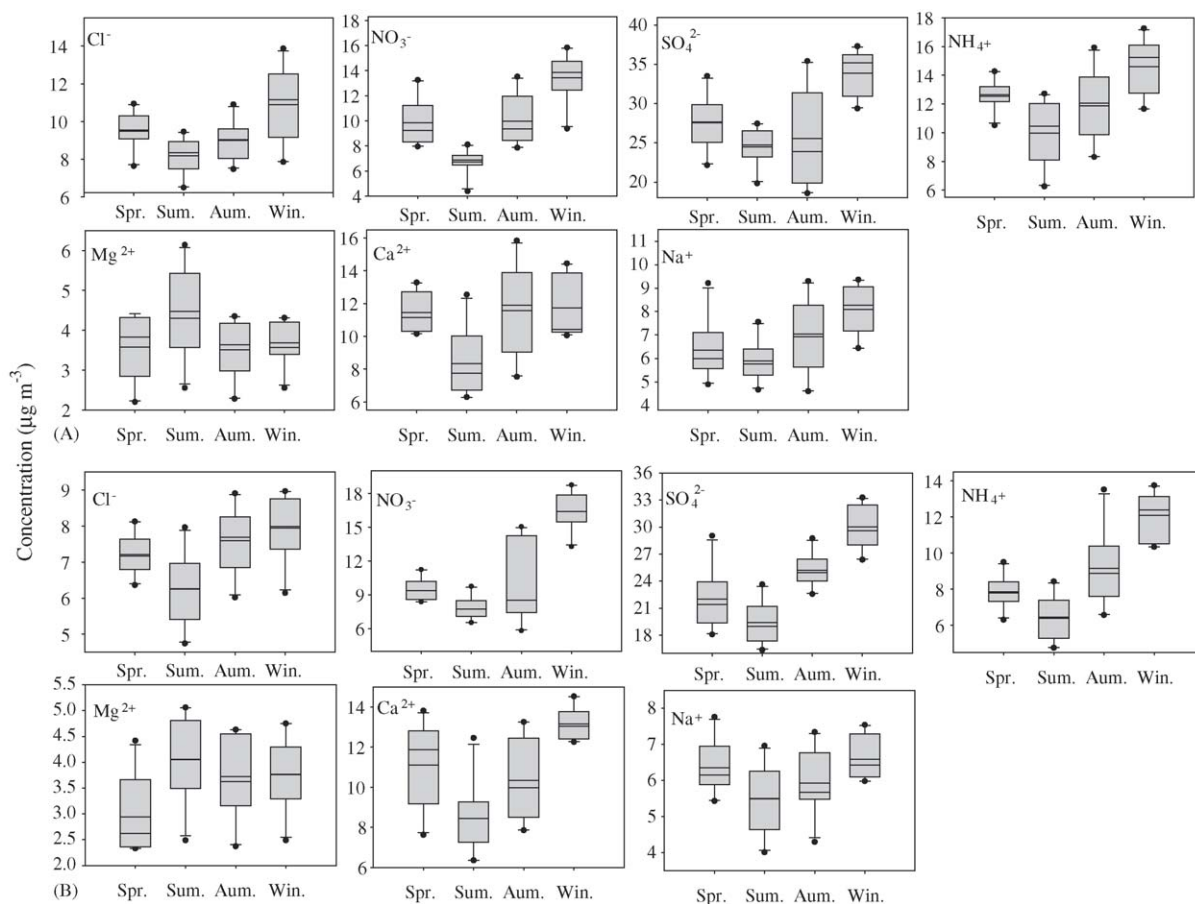 Concentration (μg m⁻³)
Cl⁻
14
12
10
8
6
Spr. Sum. Aum. Win.
NO₃⁻
16
14
12
10
8
6
4
Spr. Sum. Aum. Win.
SO₄²⁻
40
35
30
25
20
Spr. Sum. Aum. Win.
NH₄+
18
16
14
12
10
8
6
Spr. Sum. Aum. Win.
Mg²⁺
6
5
4
3
2
Spr. Sum. Aum. Win.
Ca²⁺
16
14
12
10
8
6
Spr. Sum. Aum. Win.
Na⁺
11
10
9
8
7
6
5
4
Spr. Sum. Aum. Win.
(A)
Cl⁻
9
8
7
6
5
Spr. Sum. Aum. Win.
NO₃⁻
18
15
12
9
6
Spr. Sum. Aum. Win.
SO₄²⁻
36
33
30
27
24
21
18
Spr. Sum. Aum. Win.
NH₄+
14
12
10
8
6
Spr. Sum. Aum. Win.
Mg²⁺
5.5
5.0
4.5
4.0
3.5
3.0
2.5
2.0
Spr. Sum. Aum. Win.
Ca²⁺
14
12
10
8
6
Spr. Sum. Aum. Win.
Na⁺
8
7
6
5
4
Spr. Sum. Aum. Win.
(B)